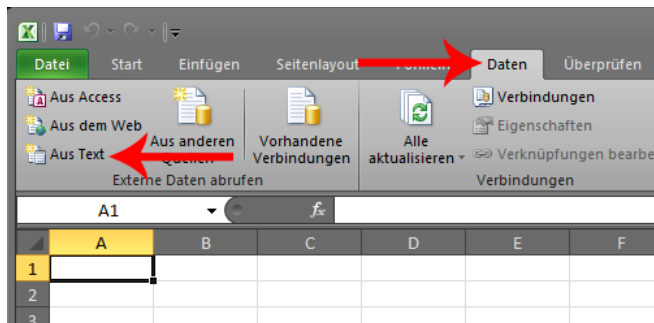 Datei Start Einfügen Seitenlayout Daten Überprüfen
Aus Access
Aus dem Web
Aus Text
Aus anderen
Vorhandene
Verbindungen
Alle
aktualisieren
Verbindungen
Eigenschaften
Verknüpfungen bearbe
Externe Daten abrufen Verbindungen
A1 fx
A B C D E F
1
2
3